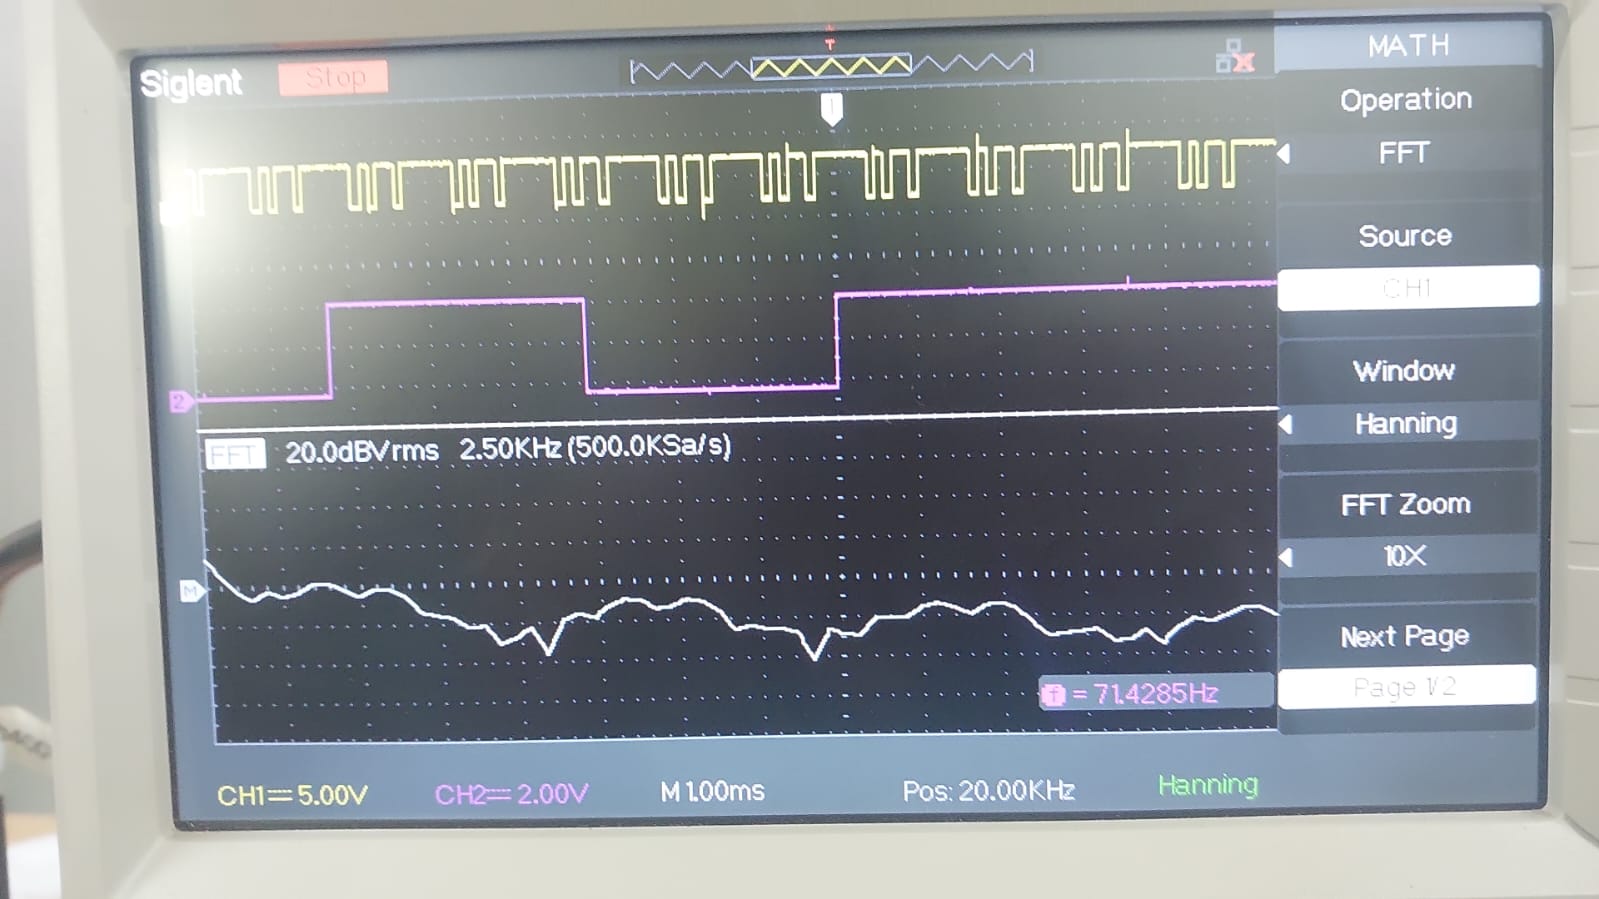 Siglent Stop
T
1
2
FFT 20.0dBVrms 2.50KHz (500.0KSa/s)
M
f = 71.4285Hz
CH1 5.00V CH2 2.00V M 1.00ms Pos: 20.00KHz Hanning
MATH
Operation
FFT
Source
CH1
Window
Hanning
FFT Zoom
10X
Next Page
Page 1/2